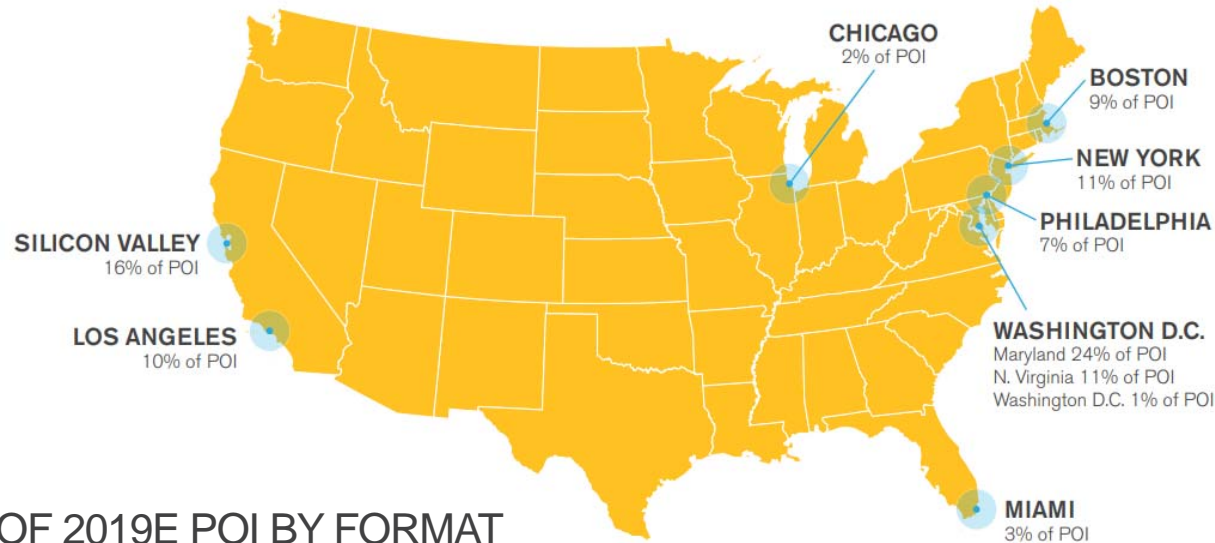 CHICAGO
2% of POI
BOSTON
9% of POI
NEW YORK
11% of POI
PHILADELPHIA
7% of POI
SILICON VALLEY
16% of POI
LOS ANGELES
10% of POI
WASHINGTON D.C.
Maryland 24% of POI
N. Virginia 11% of POI
Washington D.C. 1% of POI
MIAMI
3% of POI
OF 2019E POI BY FORMAT